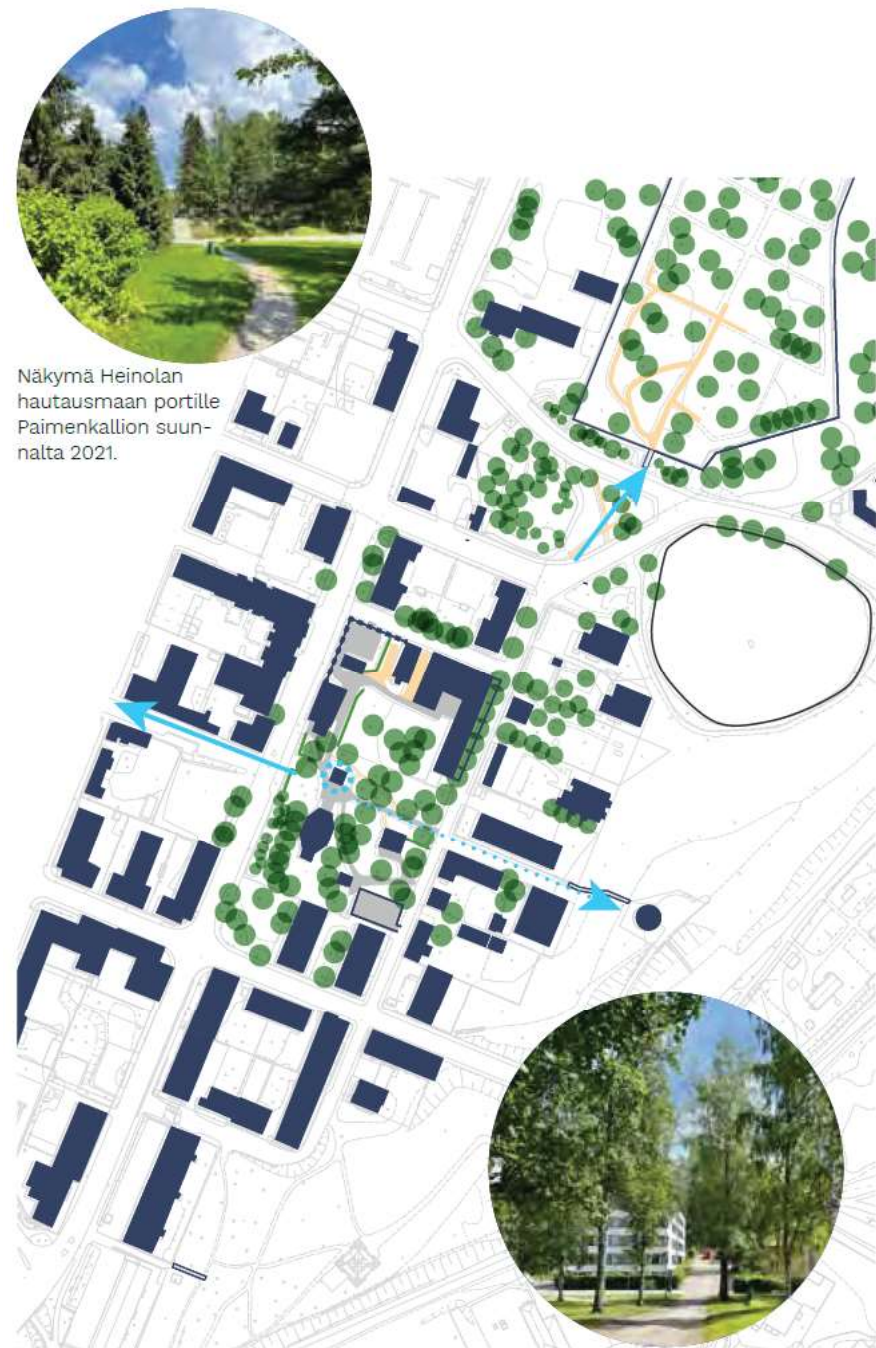 Näkymä Heinolan
hautausmaan portille
Paimenkallion suun-
nalta 2021.